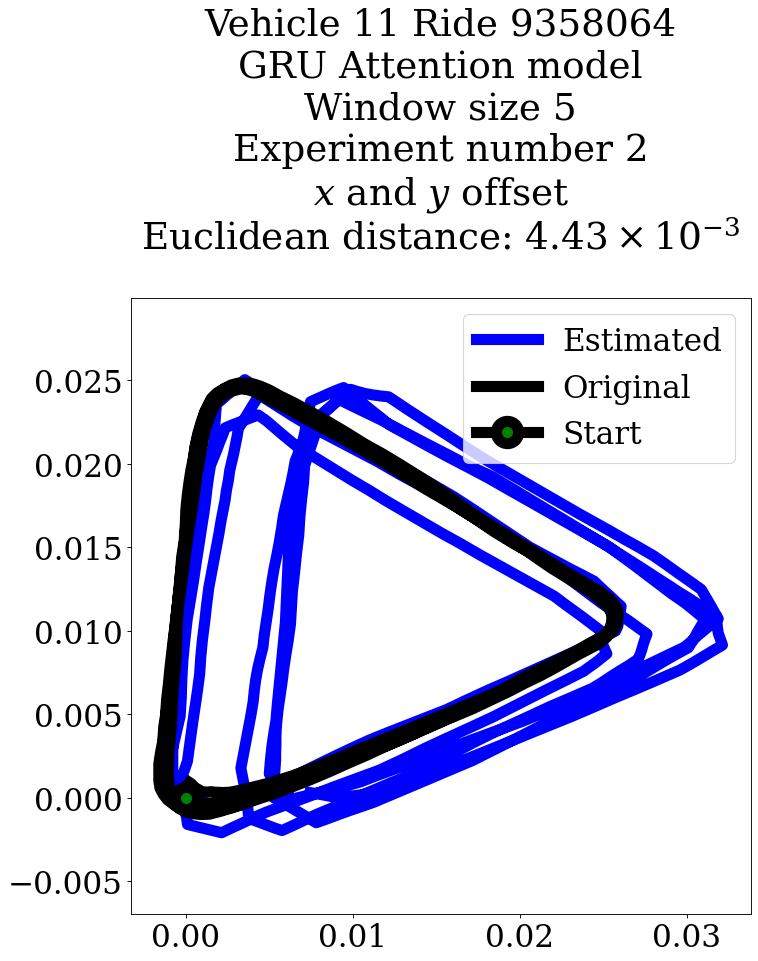 Vehicle 11 Ride 9358064
GRU Attention model
Window size 5
Experiment number 2
x and y offset
Euclidean distance: 4.43 × 10⁻³
Estimated
Original
Start
0.025
0.020
0.015
0.010
0.005
0.000
−0.005
0.00 0.01 0.02 0.03